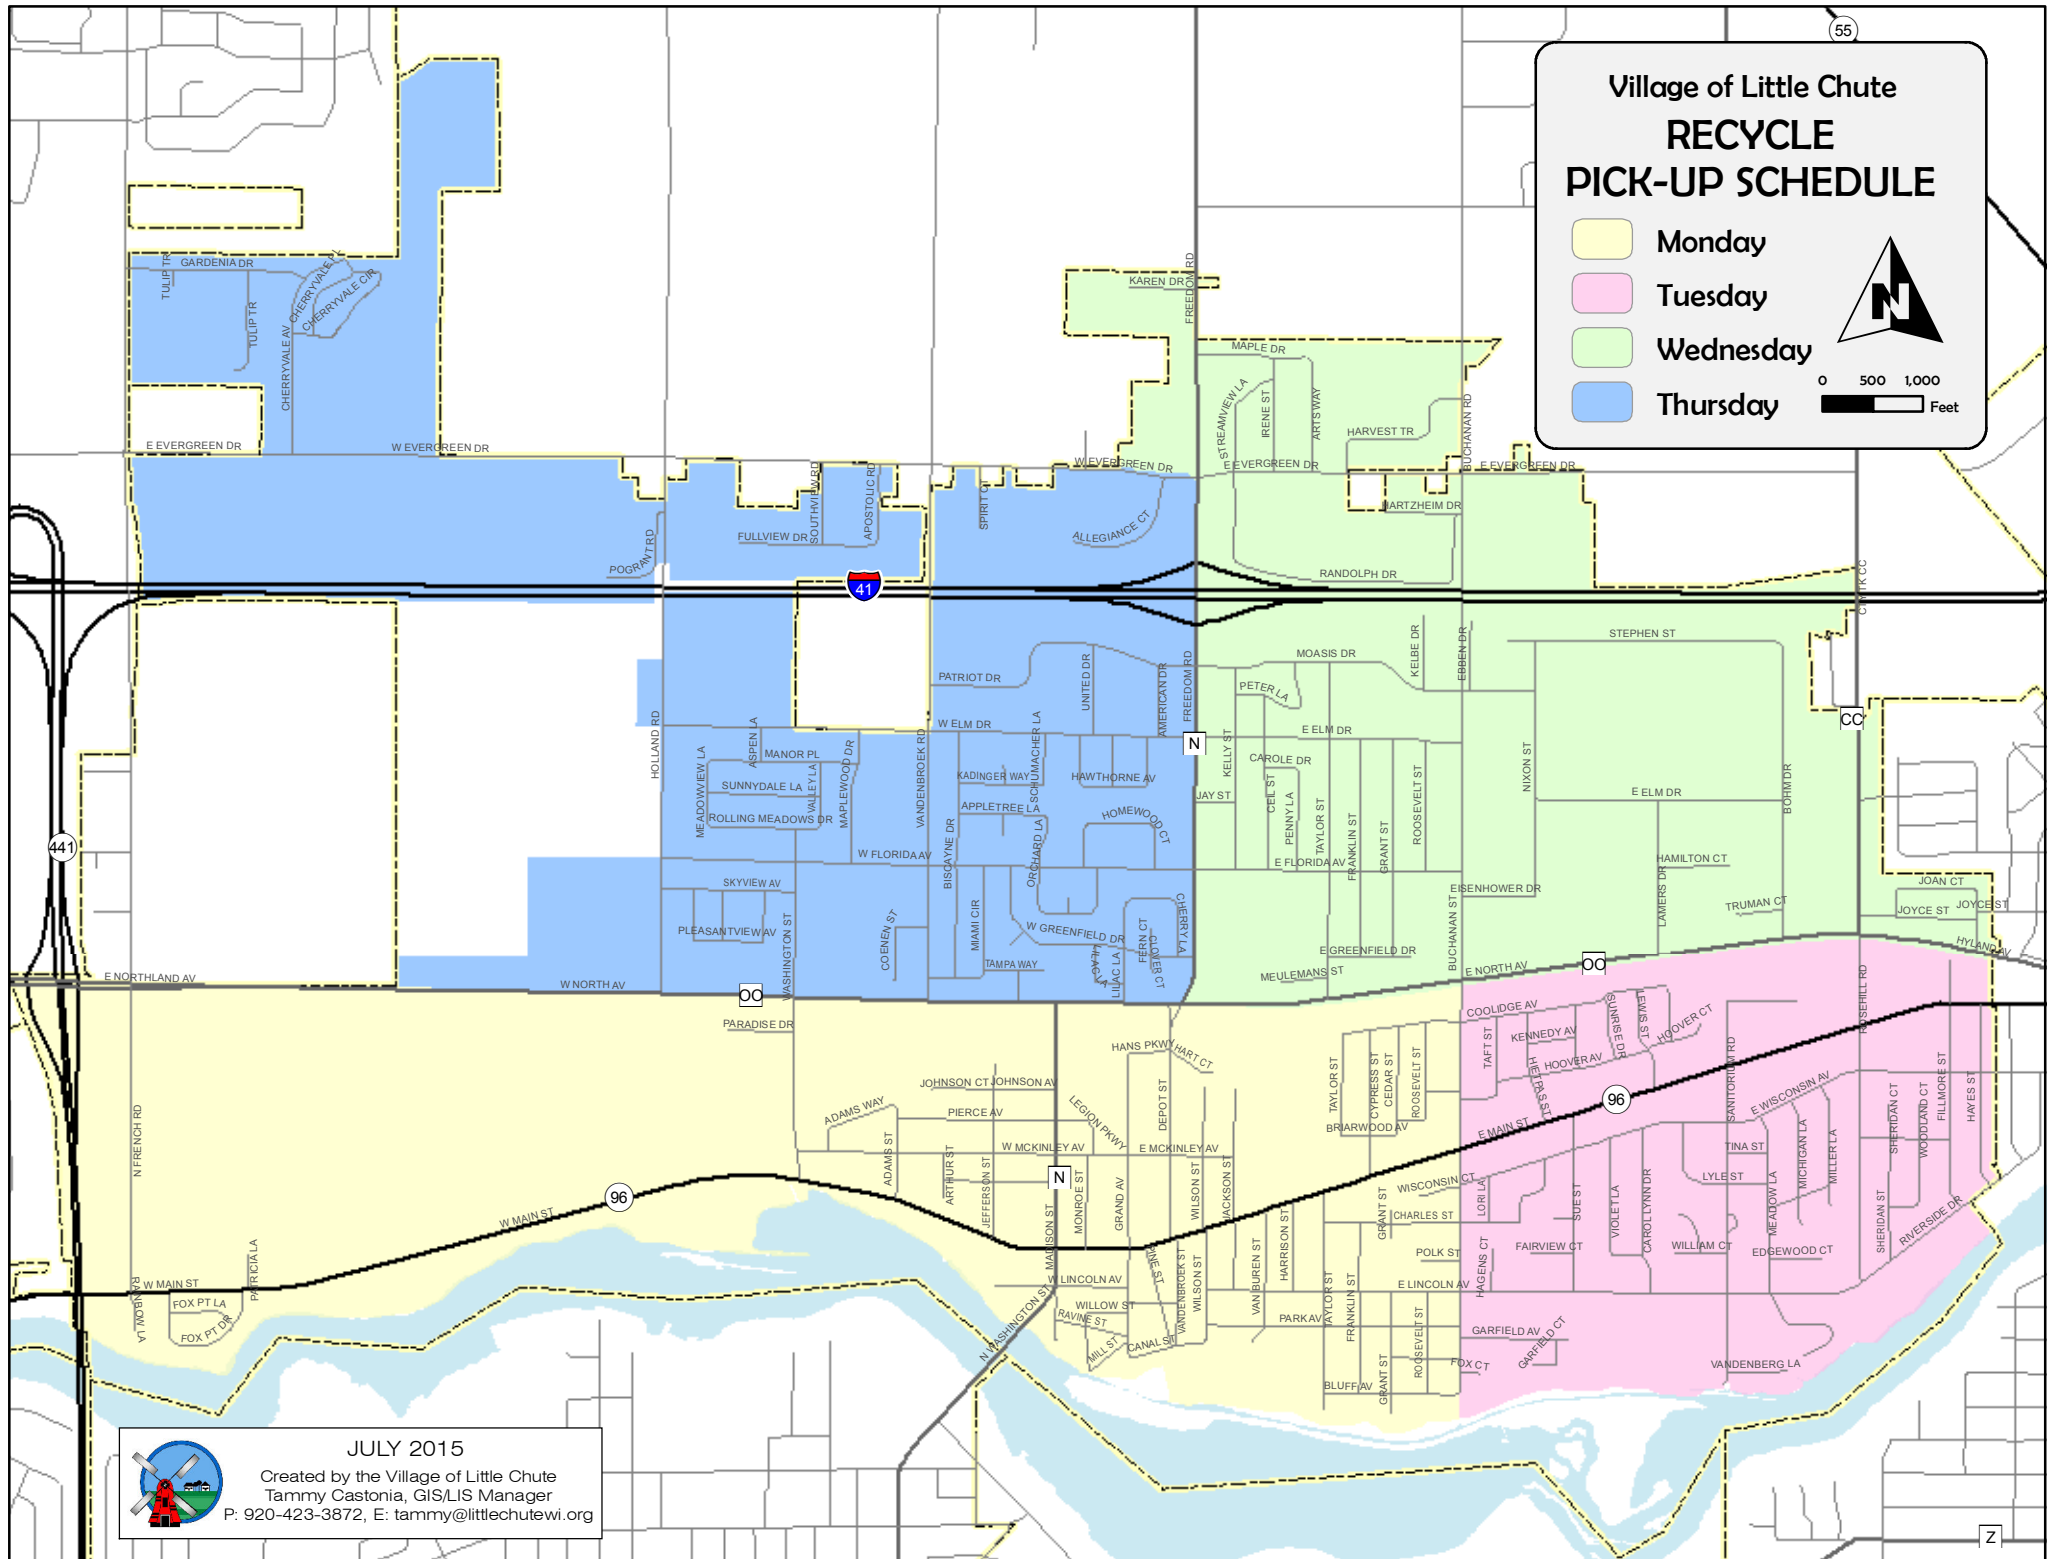 55
Village of Little Chute
RECYCLE
PICK-UP SCHEDULE
Monday
Tuesday
Wednesday
Thursday
N
0 500 1,000
Feet
GARDENIA DR
TULIP TR
TULIP TR
CHERRYVALE PL
CHERRYVALE CIR
CHERRYVALE AV
E EVERGREEN DR
W EVERGREEN DR
KAREN DR
FREEDOM RD
MAPLE DR
STREAMVIEW LA
IRENE ST
ARTS WAY
HARVEST TR
BUCHANAN RD
W EVERGREEN DR
E EVERGREEN DR
E EVERGREEN DR
SOUTHVIEW RD
APOSTOLIC RD
SPIRIT CT
FULLVIEW DR
POGRANT RD
ALLEGIANCE CT
HARTZHEIM DR
RANDOLPH DR
41
CTY TK CC
STEPHEN ST
MOASIS DR
KELBE DR
EBBEN DR
PATRIOT DR
UNITED DR
AMERICAN DR
FREEDOM RD
PETER LA
CC
HOLLAND RD
W ELM DR
N
E ELM DR
ASPEN LA
MANOR PL
MEADOWVIEW LA
SUNNYDALE LA
VALLEY LA
MAPLEWOOD DR
ROLLING MEADOWS DR
VANDENBROEK RD
KADINGER WAY
SCHUMACHER LA
HAWTHORNE AV
APPLETREE LA
HOMEWOOD CT
BISCAYNE DR
ORCHARD LA
KELLY ST
JAY ST
CAROLE DR
CEIL ST
PENNY LA
TAYLOR ST
FRANKLIN ST
GRANT ST
ROOSEVELT ST
NIXON ST
E ELM DR
BOHM DR
441
W FLORIDA AV
E FLORIDA AV
HAMILTON CT
SKYVIEW AV
PLEASANTVIEW AV
WASHINGTON ST
COENEN ST
MIAMI CIR
W GREENFIELD DR
TAMPA WAY
LILAC LA
FERN CT
CLOVER CT
CHERRY LA
EISENHOWER DR
BUCHANAN ST
LAMERS DR
TRUMAN CT
JOAN CT
JOYCE ST
JOYCE ST
HYLAND AV
E GREENFIELD DR
MEULEMANS ST
E NORTH AV
OO
E NORTHLAND AV
W NORTH AV
OO
PARADISE DR
HANS PKWY
HART CT
JOHNSON CT
JOHNSON AV
ADAMS WAY
PIERCE AV
LEGION PKWY
DEPOT ST
W MCKINLEY AV
E MCKINLEY AV
ADAMS ST
ARTHUR ST
JEFFERSON ST
N
MADISON ST
MONROE ST
GRAND AV
WILSON ST
JACKSON ST
TAYLOR ST
CYPRESS ST
CEDAR ST
ROOSEVELT ST
BRIARWOOD AV
COOLIDGE AV
TAFT ST
KENNEDY AV
HIETPAS ST
HOOVER AV
SUNRISE DR
LEWIS ST
HOOVER CT
ROSEHILL RD
SANITORIUM RD
96
E MAIN ST
E WISCONSIN AV
WISCONSIN CT
TINA ST
LYLE ST
MEADOW LA
MICHIGAN LA
MILLER LA
SHERIDAN CT
WOODLAND CT
FILLMORE ST
HAYES ST
SHERIDAN ST
RIVERSIDE DR
N FRENCH RD
96
W MAIN ST
W MAIN ST
PATRICIA LA
RAINBOW LA
FOX PT LA
FOX PT DR
GRANT ST
CHARLES ST
LORI LA
SUE ST
VIOLET LA
CAROL LYNN DR
POLK ST
FAIRVIEW CT
WILLIAM CT
EDGEWOOD CT
HAGENS CT
W LINCOLN AV
E LINCOLN AV
PINE ST
VANDENBROEK ST
WILSON ST
VAN BUREN ST
HARRISON ST
TAYLOR ST
FRANKLIN ST
WILLOW ST
RAVINE ST
MILL ST
CANAL ST
PARK AV
N WASHINGTON ST
GARFIELD AV
GARFIELD CT
ROOSEVELT ST
FOX CT
GRANT ST
BLUFF AV
VANDENBERG LA
JULY 2015
Created by the Village of Little Chute
Tammy Castonia, GIS/LIS Manager
P: 920-423-3872, E: tammy@littlechutewi.org
Z